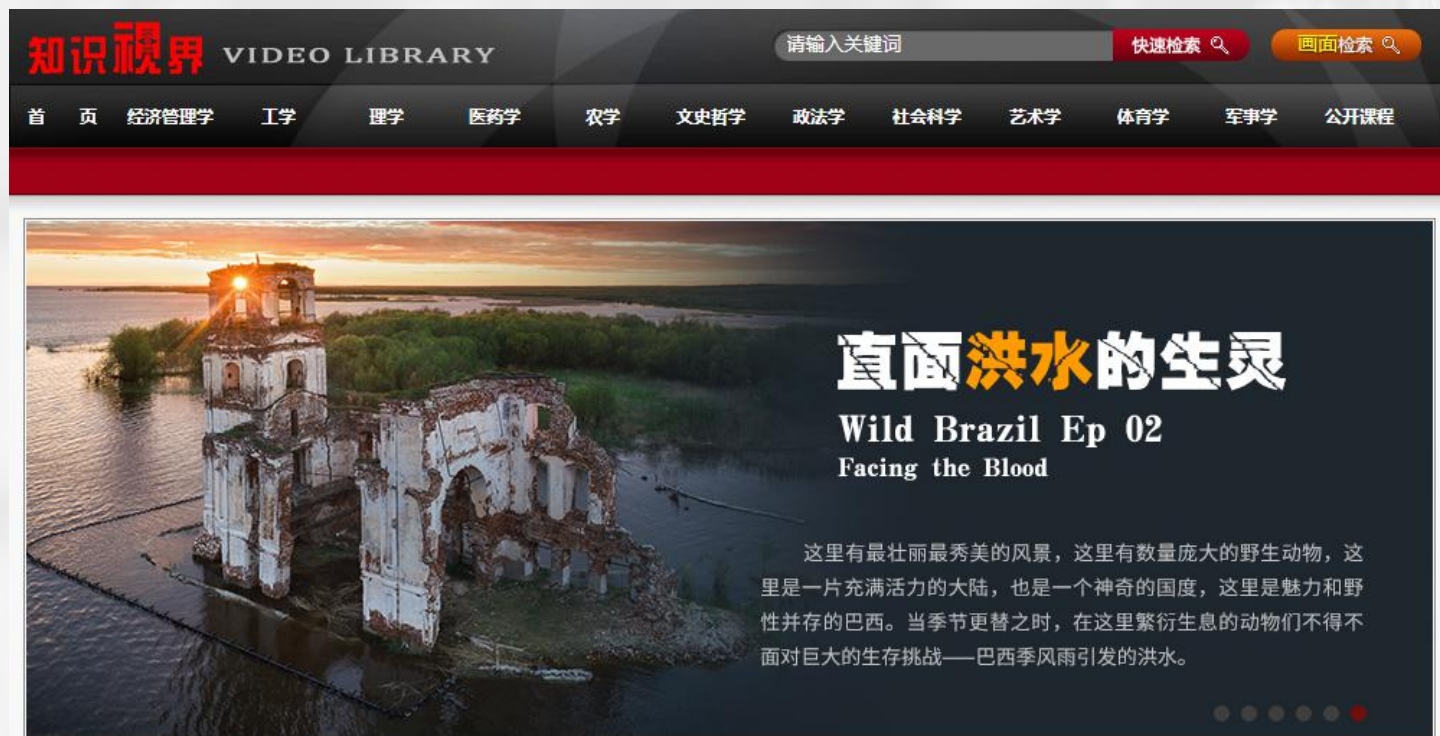 知识视界 VIDEO LIBRARY
请输入关键词
快速检索
画面检索
首 页 经济管理学 工学 理学 医药学 农学 文史哲学 政法学 社会科学 艺术学 体育学 军事学 公开课程
直面洪水的生灵
Wild Brazil Ep 02
Facing the Blood
这里有最壮丽最秀美的风景，这里有数量庞大的野生动物，这
里是一片充满活力的大陆，也是一个神奇的国度，这里是魅力和野
性并存的巴西。当季节更替之时，在这里繁衍生息的动物们不得不
面对巨大的生存挑战——巴西季风雨引发的洪水。